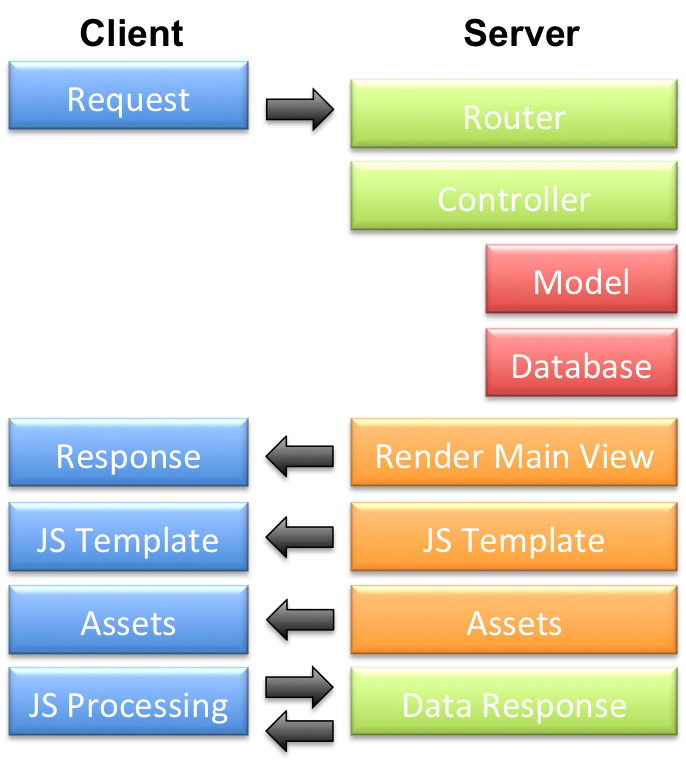 Client
Server
Request
Router
Controller
Model
Database
Response
Render Main View
JS Template
JS Template
Assets
Assets
JS Processing
Data Response